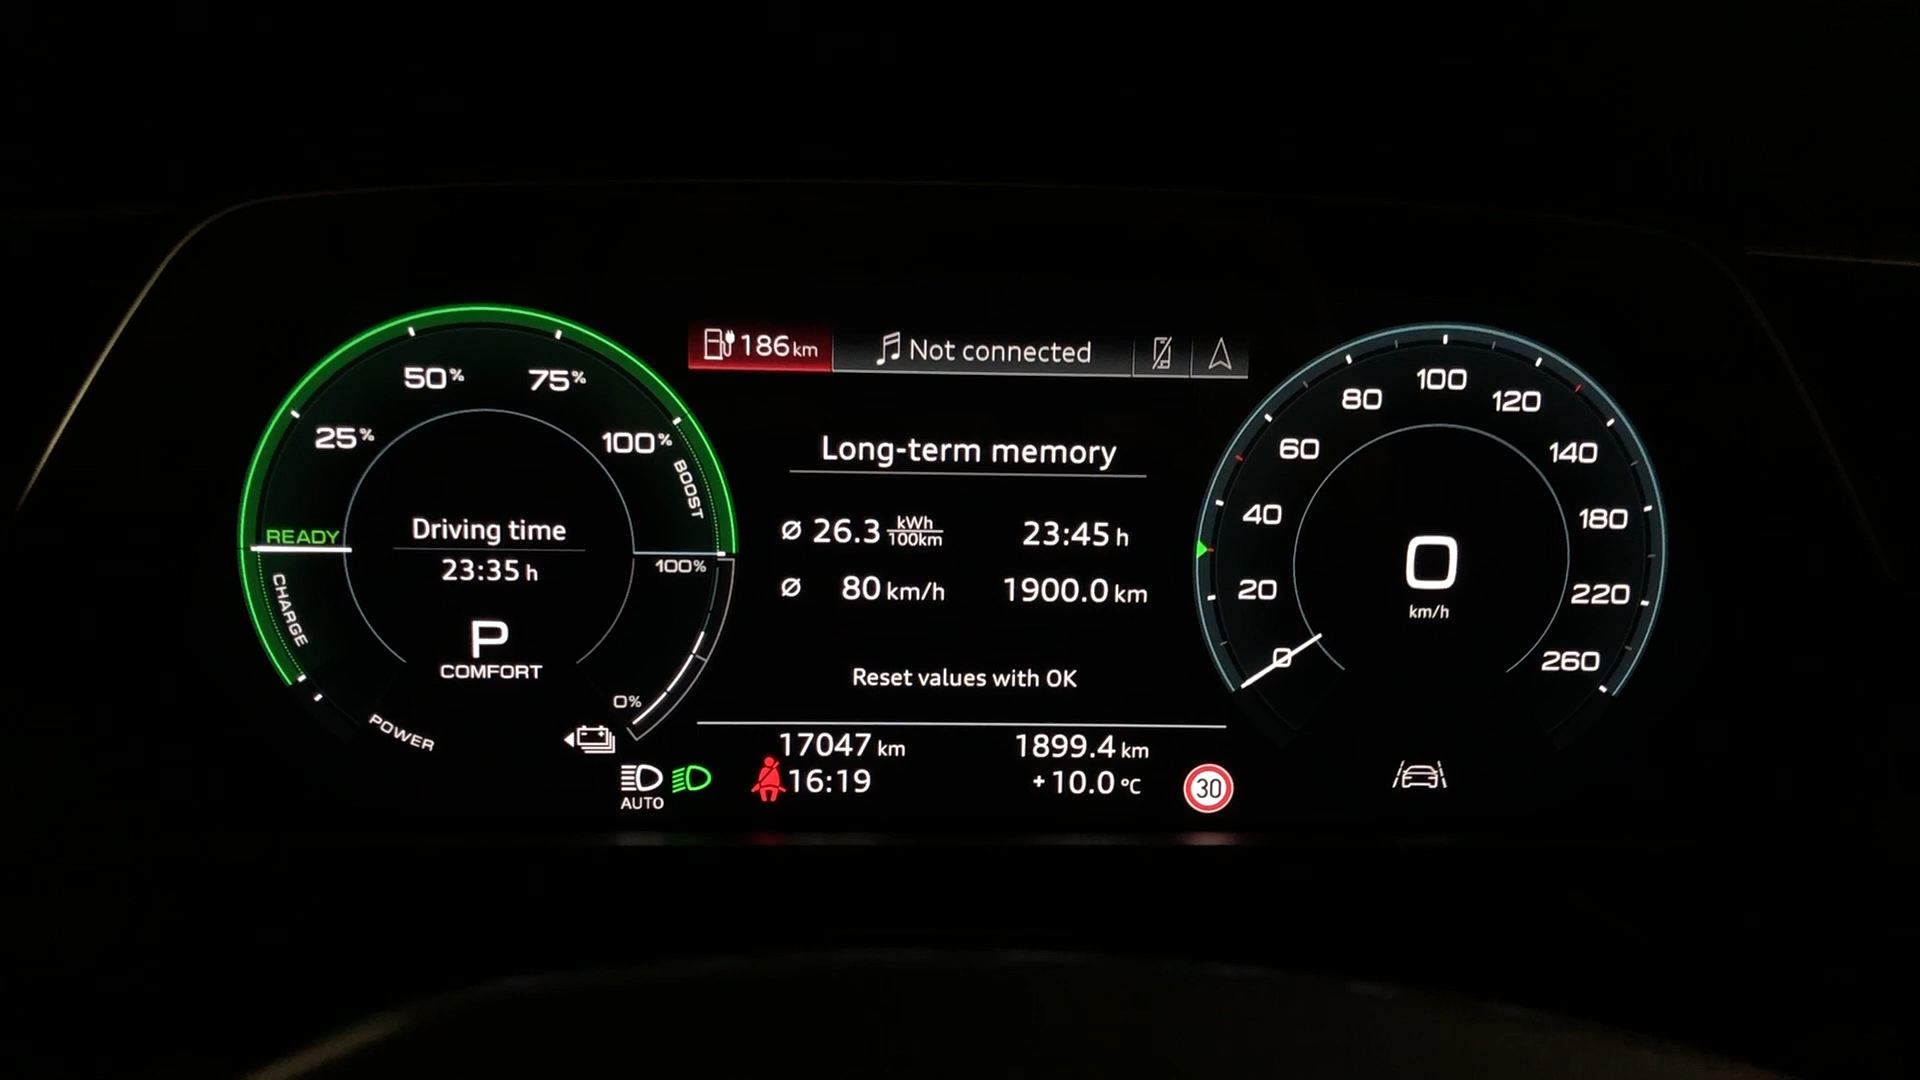 25%
50%
75%
100%
BOOST
READY
CHARGE
POWER
Driving time
23:35 h
P
COMFORT
100%
0%
AUTO
186 km
Not connected
Long-term memory
Ø 26.3 kWh/100km 23:45 h
Ø 80 km/h 1900.0 km
Reset values with OK
17047 km 1899.4 km
16:19 +10.0 °C
30
0
20
40
60
80
100
120
140
180
220
260
0
km/h